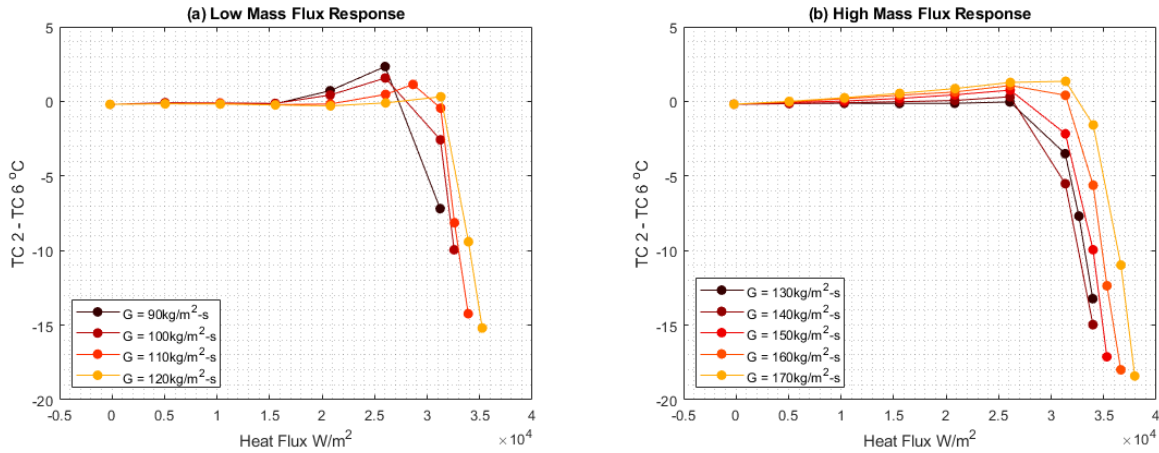 (a) Low Mass Flux Response
5
0
-5
-10
-15
-20
TC 2 - TC 6 °C
G = 90kg/m²-s
G = 100kg/m²-s
G = 110kg/m²-s
G = 120kg/m²-s
-0.5 0 0.5 1 1.5 2 2.5 3 3.5 4
Heat Flux W/m²
×10⁴
(b) High Mass Flux Response
5
0
-5
-10
-15
-20
TC 2 - TC 6 °C
G = 130kg/m²-s
G = 140kg/m²-s
G = 150kg/m²-s
G = 160kg/m²-s
G = 170kg/m²-s
-0.5 0 0.5 1 1.5 2 2.5 3 3.5 4
Heat Flux W/m²
×10⁴